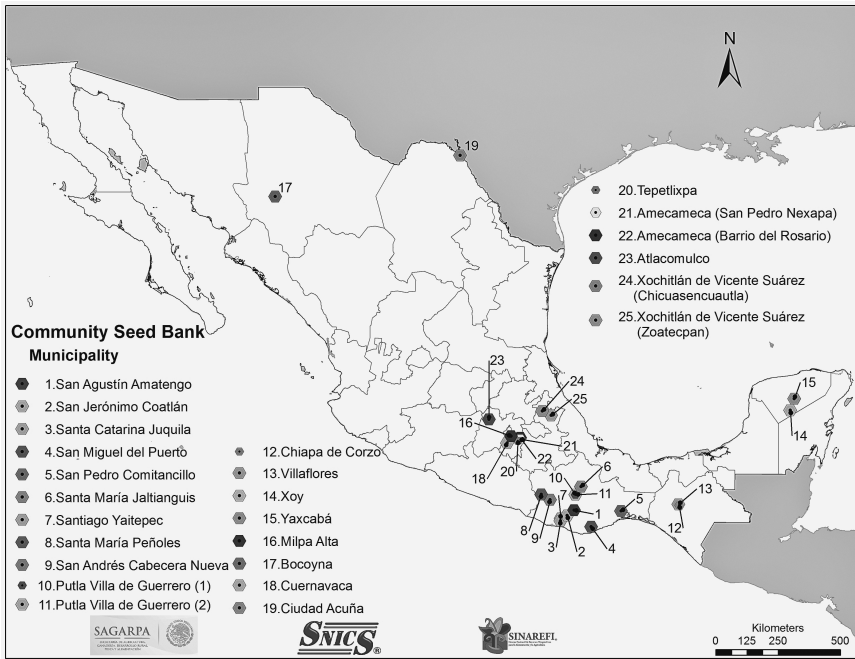 N
19
17
20.Tepetlixpa
21.Amecameca (San Pedro Nexapa)
22.Amecameca (Barrio del Rosario)
23.Atlacomulco
24.Xochitlán de Vicente Suárez
(Chicuasencuautla)
25.Xochitlán de Vicente Suárez
(Zoatecpan)
Community Seed Bank
Municipality
1.San Agustín Amatengo
2.San Jerónimo Coatlán
3.Santa Catarina Juquila
4.San Miguel del Puerto
5.San Pedro Comitancillo
6.Santa María Jaltianguis
7.Santiago Yaitepec
8.Santa María Peñoles
9.San Andrés Cabecera Nueva
10.Putla Villa de Guerrero (1)
11.Putla Villa de Guerrero (2)
12.Chiapa de Corzo
13.Villaflores
14.Xoy
15.Yaxcabá
16.Milpa Alta
17.Bocoyna
18.Cuernavaca
19.Ciudad Acuña
23
24
25
16
15
14
21
22
18
20
10
6
7
11
5
13
12
8
9
1
3
2
4
SAGARPA
SNICS®
SINAREFI
Kilometers
0 125 250 500